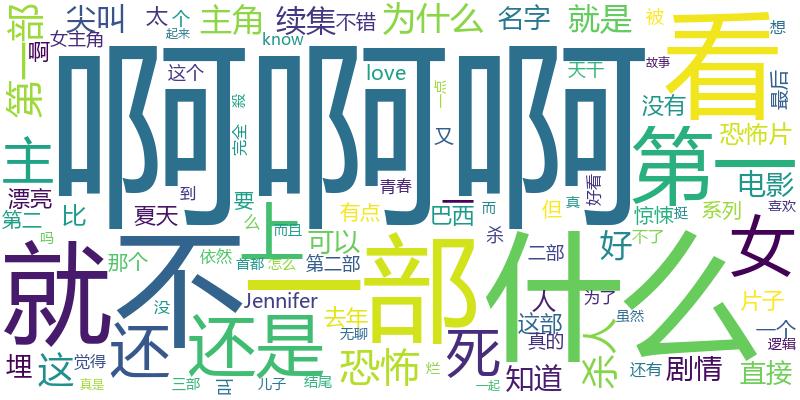 第一部
尖叫
太
个
起来
主角
续集
不错
为什么
名字
就是
被
想
看
啊
女主角
know
这个
love
天干
故事
最后
没有
恐怖片
啊啊啊
完全
殺
又
第一
电影
主
漂亮
到
青春
好看
真
喜欢
第二
比
夏天
要
有点
一
巴西
而
但
惊悚
挺
系列
女
吗
那个
依然
么
而且
上
首都
怎么
可以
第二部
杀
二部
好
不了
就
不
一部
什么
没
Jennifer
去年
无聊
人
为了
这部
真的
虽然
片子
一个
逻辑
还
还是
埋
这
觉得
真是
三部
出
儿子
结尾
恐怖
烂
死
一起
知道
杀人
还有
剧情
直接